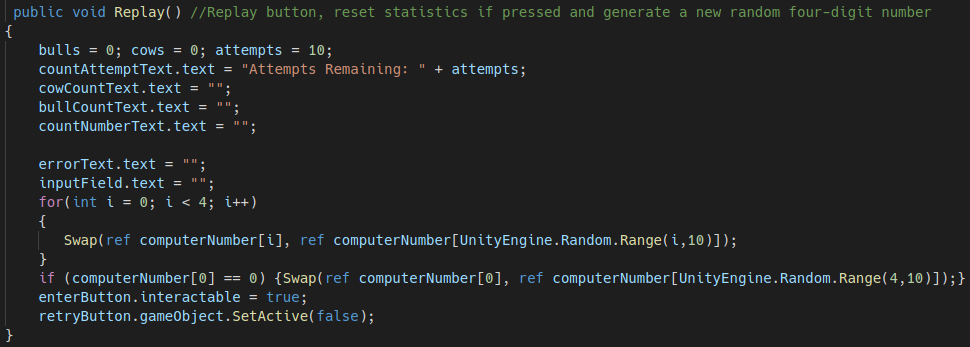 public void Replay() //Replay button, reset statistics if pressed and generate a new random four-digit number
{
bulls = 0; cows = 0; attempts = 10;
countAttemptText.text = "Attempts Remaining: " + attempts;
cowCountText.text = "";
bullCountText.text = "";
countNumberText.text = "";
errorText.text = "";
inputField.text = "";
for(int i = 0; i < 4; i++)
{
Swap(ref computerNumber[i], ref computerNumber[UnityEngine.Random.Range(i,10)]);
}
if (computerNumber[0] == 0) {Swap(ref computerNumber[0], ref computerNumber[UnityEngine.Random.Range(4,10)]);}
enterButton.interactable = true;
retryButton.gameObject.SetActive(false);
}